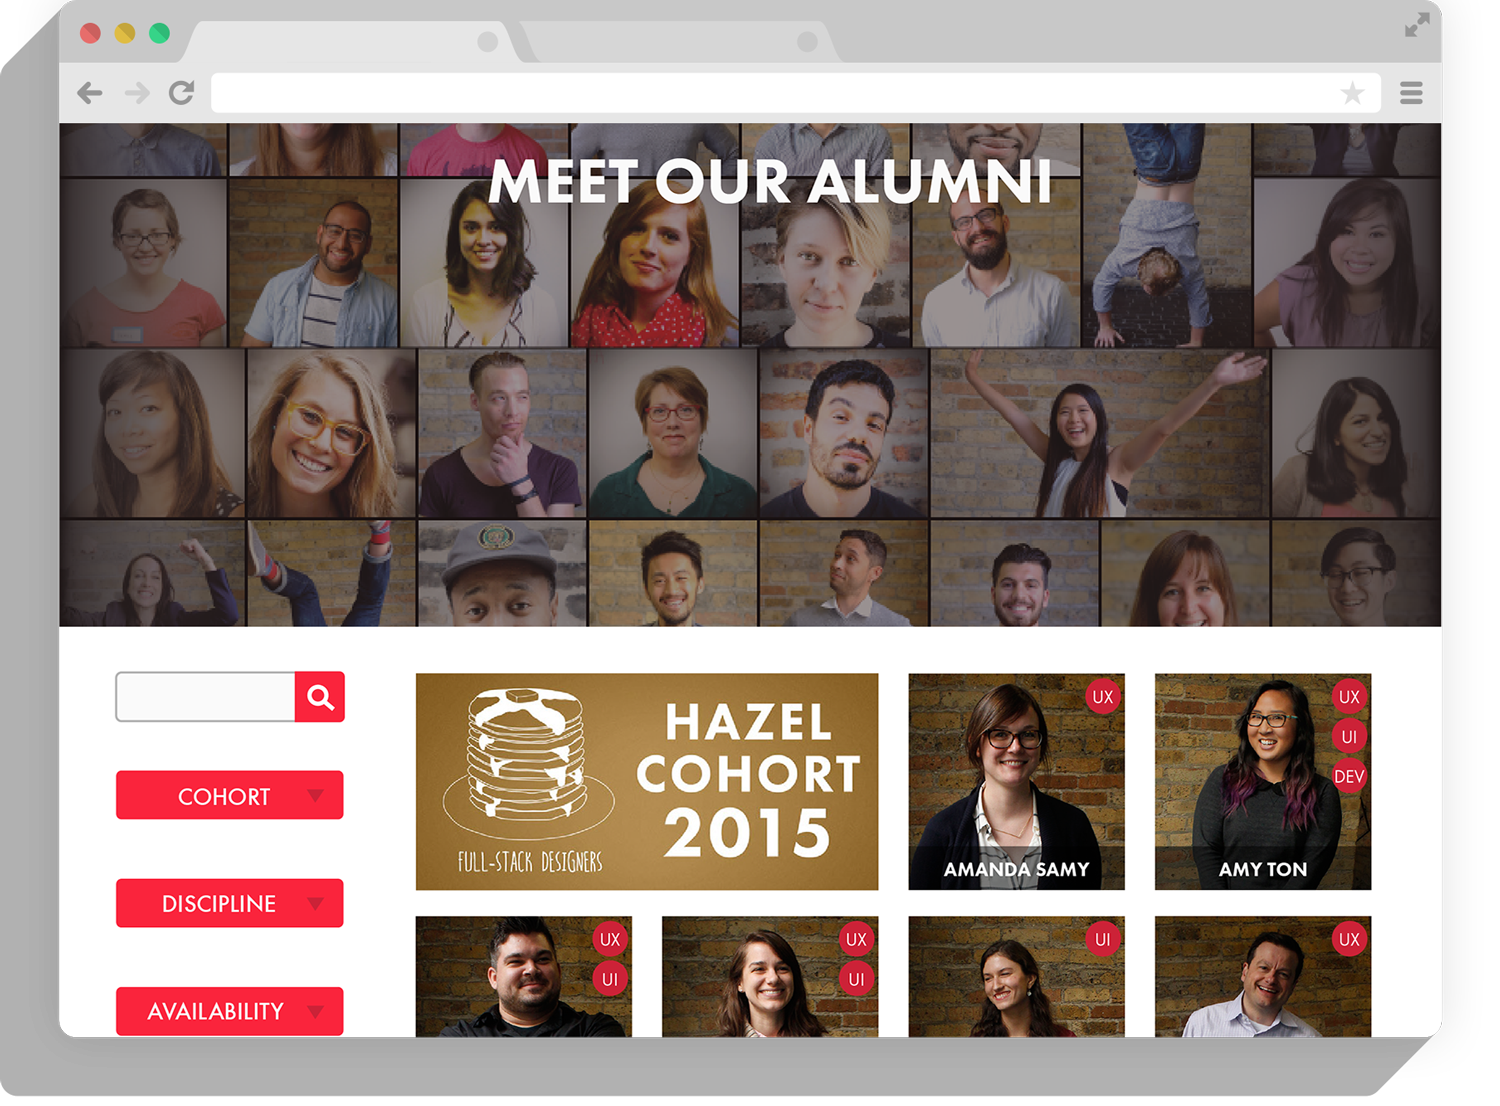 MEET OUR ALUMNI
COHORT
DISCIPLINE
AVAILABILITY
HAZEL
COHORT
2015
FULL-STACK DESIGNERS
UX
AMANDA SAMY
UX
UI
DEV
AMY TON
UX
UI
UX
UI
UI
UX